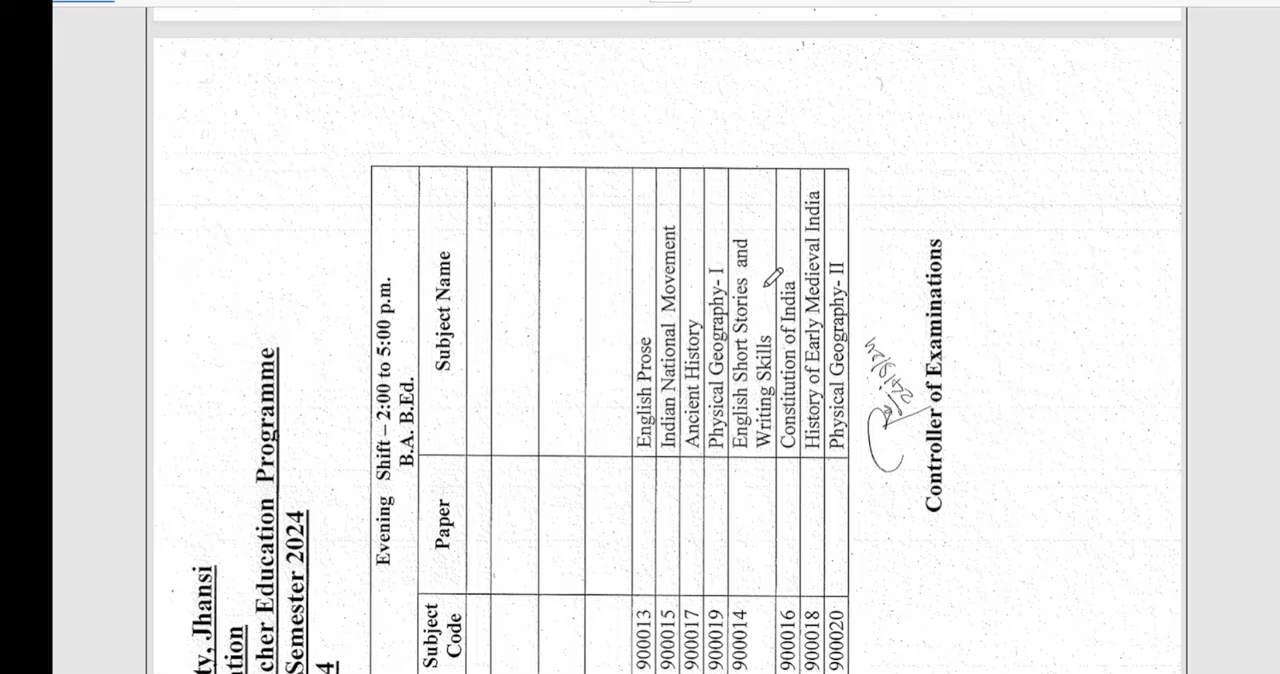 ty, Jhansi
tion
cher Education Programme
Semester 2024
4
Evening Shift – 2:00 to 5:00 p.m.
B.A. B.Ed.
Subject Code Paper Subject Name
900013 English Prose
900015 Indian National Movement
900017 Ancient History
900019 Physical Geography- I
900014 English Short Stories and
Writing Skills
900016 Constitution of India
900018 History of Early Medieval India
900020 Physical Geography- II
Controller of Examinations